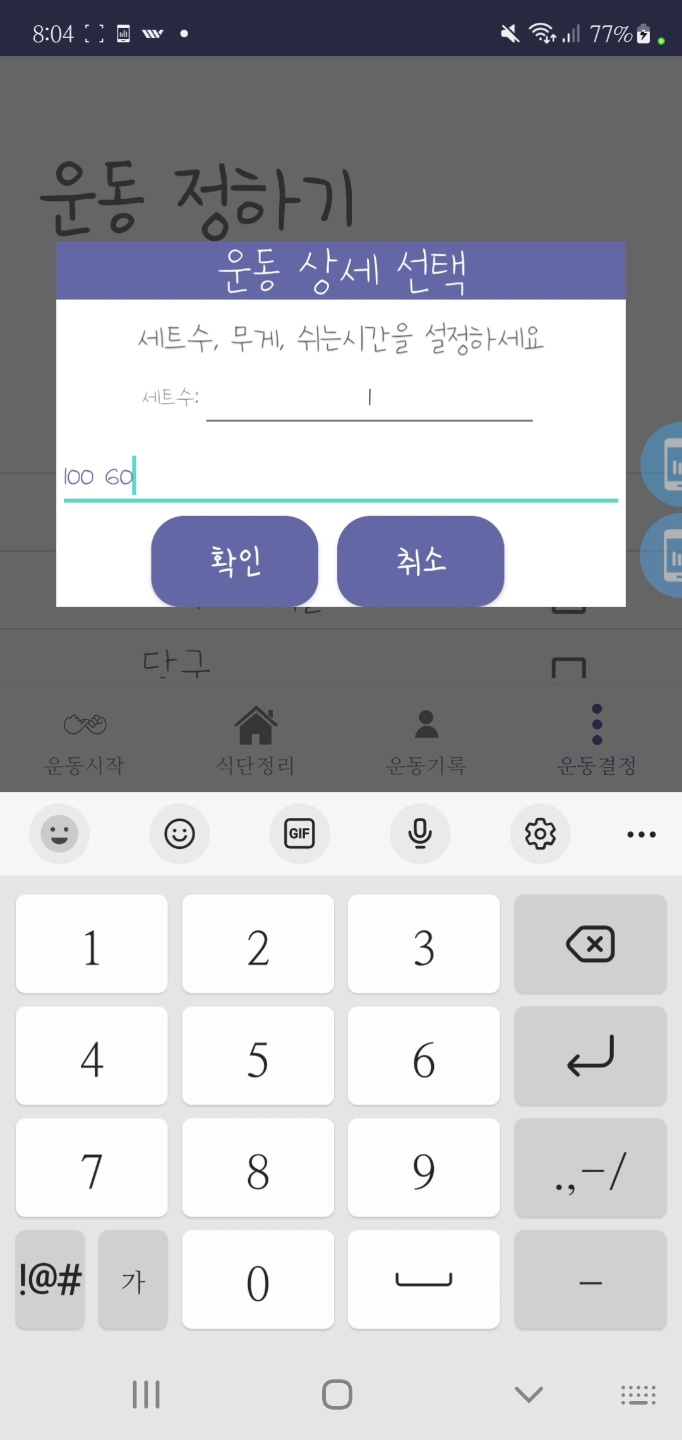 8:04 77%
운동 정하기
운동 상세 선택
세트수, 무게, 쉬는시간을 설정하세요
세트수: 1
100 60
확인 취소
당구
운동시작 식단정리 운동기록 운동결정
GIF
1 2 3
4 5 6
7 8 9 .,-/
!@# 가 0 -